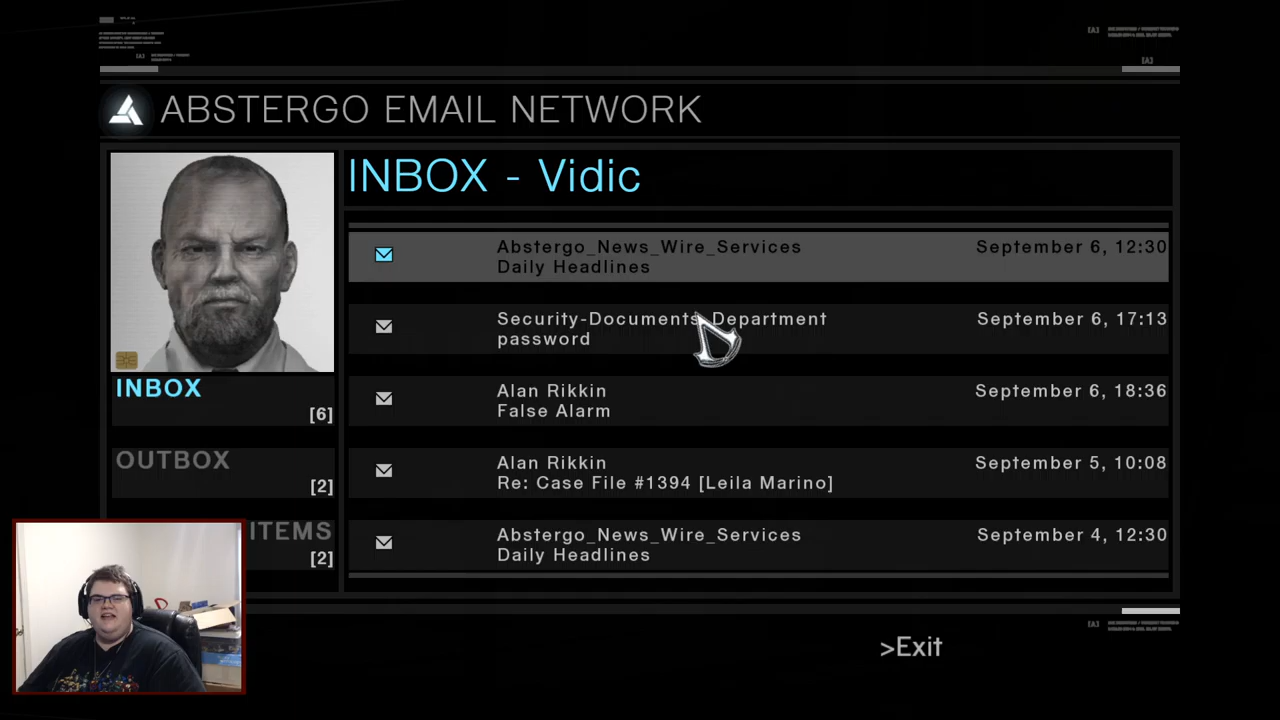 ABSTERGO EMAIL NETWORK
INBOX - Vidic
Abstergo_News_Wire_Services
September 6, 12:30
Daily Headlines
Security-Documents_Department
September 6, 17:13
password
Alan Rikkin
September 6, 18:36
False Alarm
Alan Rikkin
September 5, 10:08
Re: Case File #1394 [Leila Marino]
Abstergo_News_Wire_Services
September 4, 12:30
Daily Headlines
INBOX
[6]
OUTBOX
[2]
ITEMS
[2]
>Exit